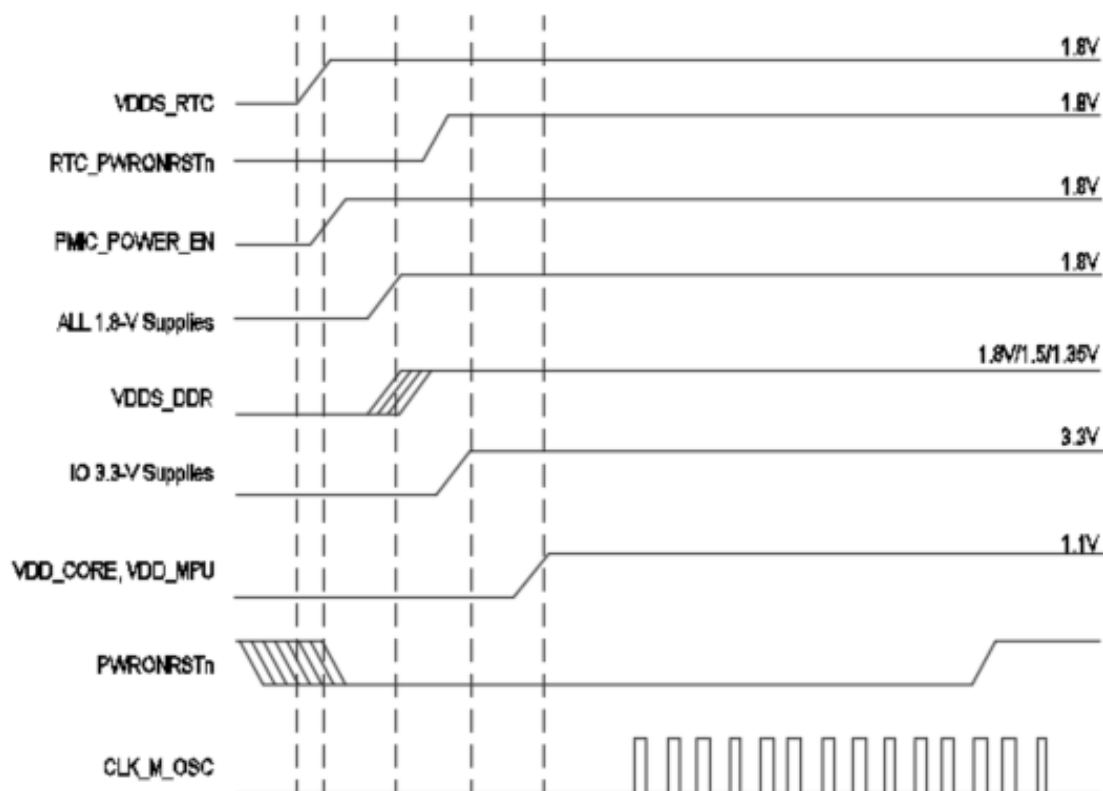 1.8V
VDDS_RTC
1.8V
RTC_PWRONRSTn
1.8V
PMIC_POWER_EN
1.8V
ALL 1.8-V Supplies
1.8V/1.5/1.35V
VDDS_DDR
3.3V
IO 3.3-V Supplies
1.1V
VDD_CORE, VDD_MPU
PWRONRSTn
CLK_M_OSC